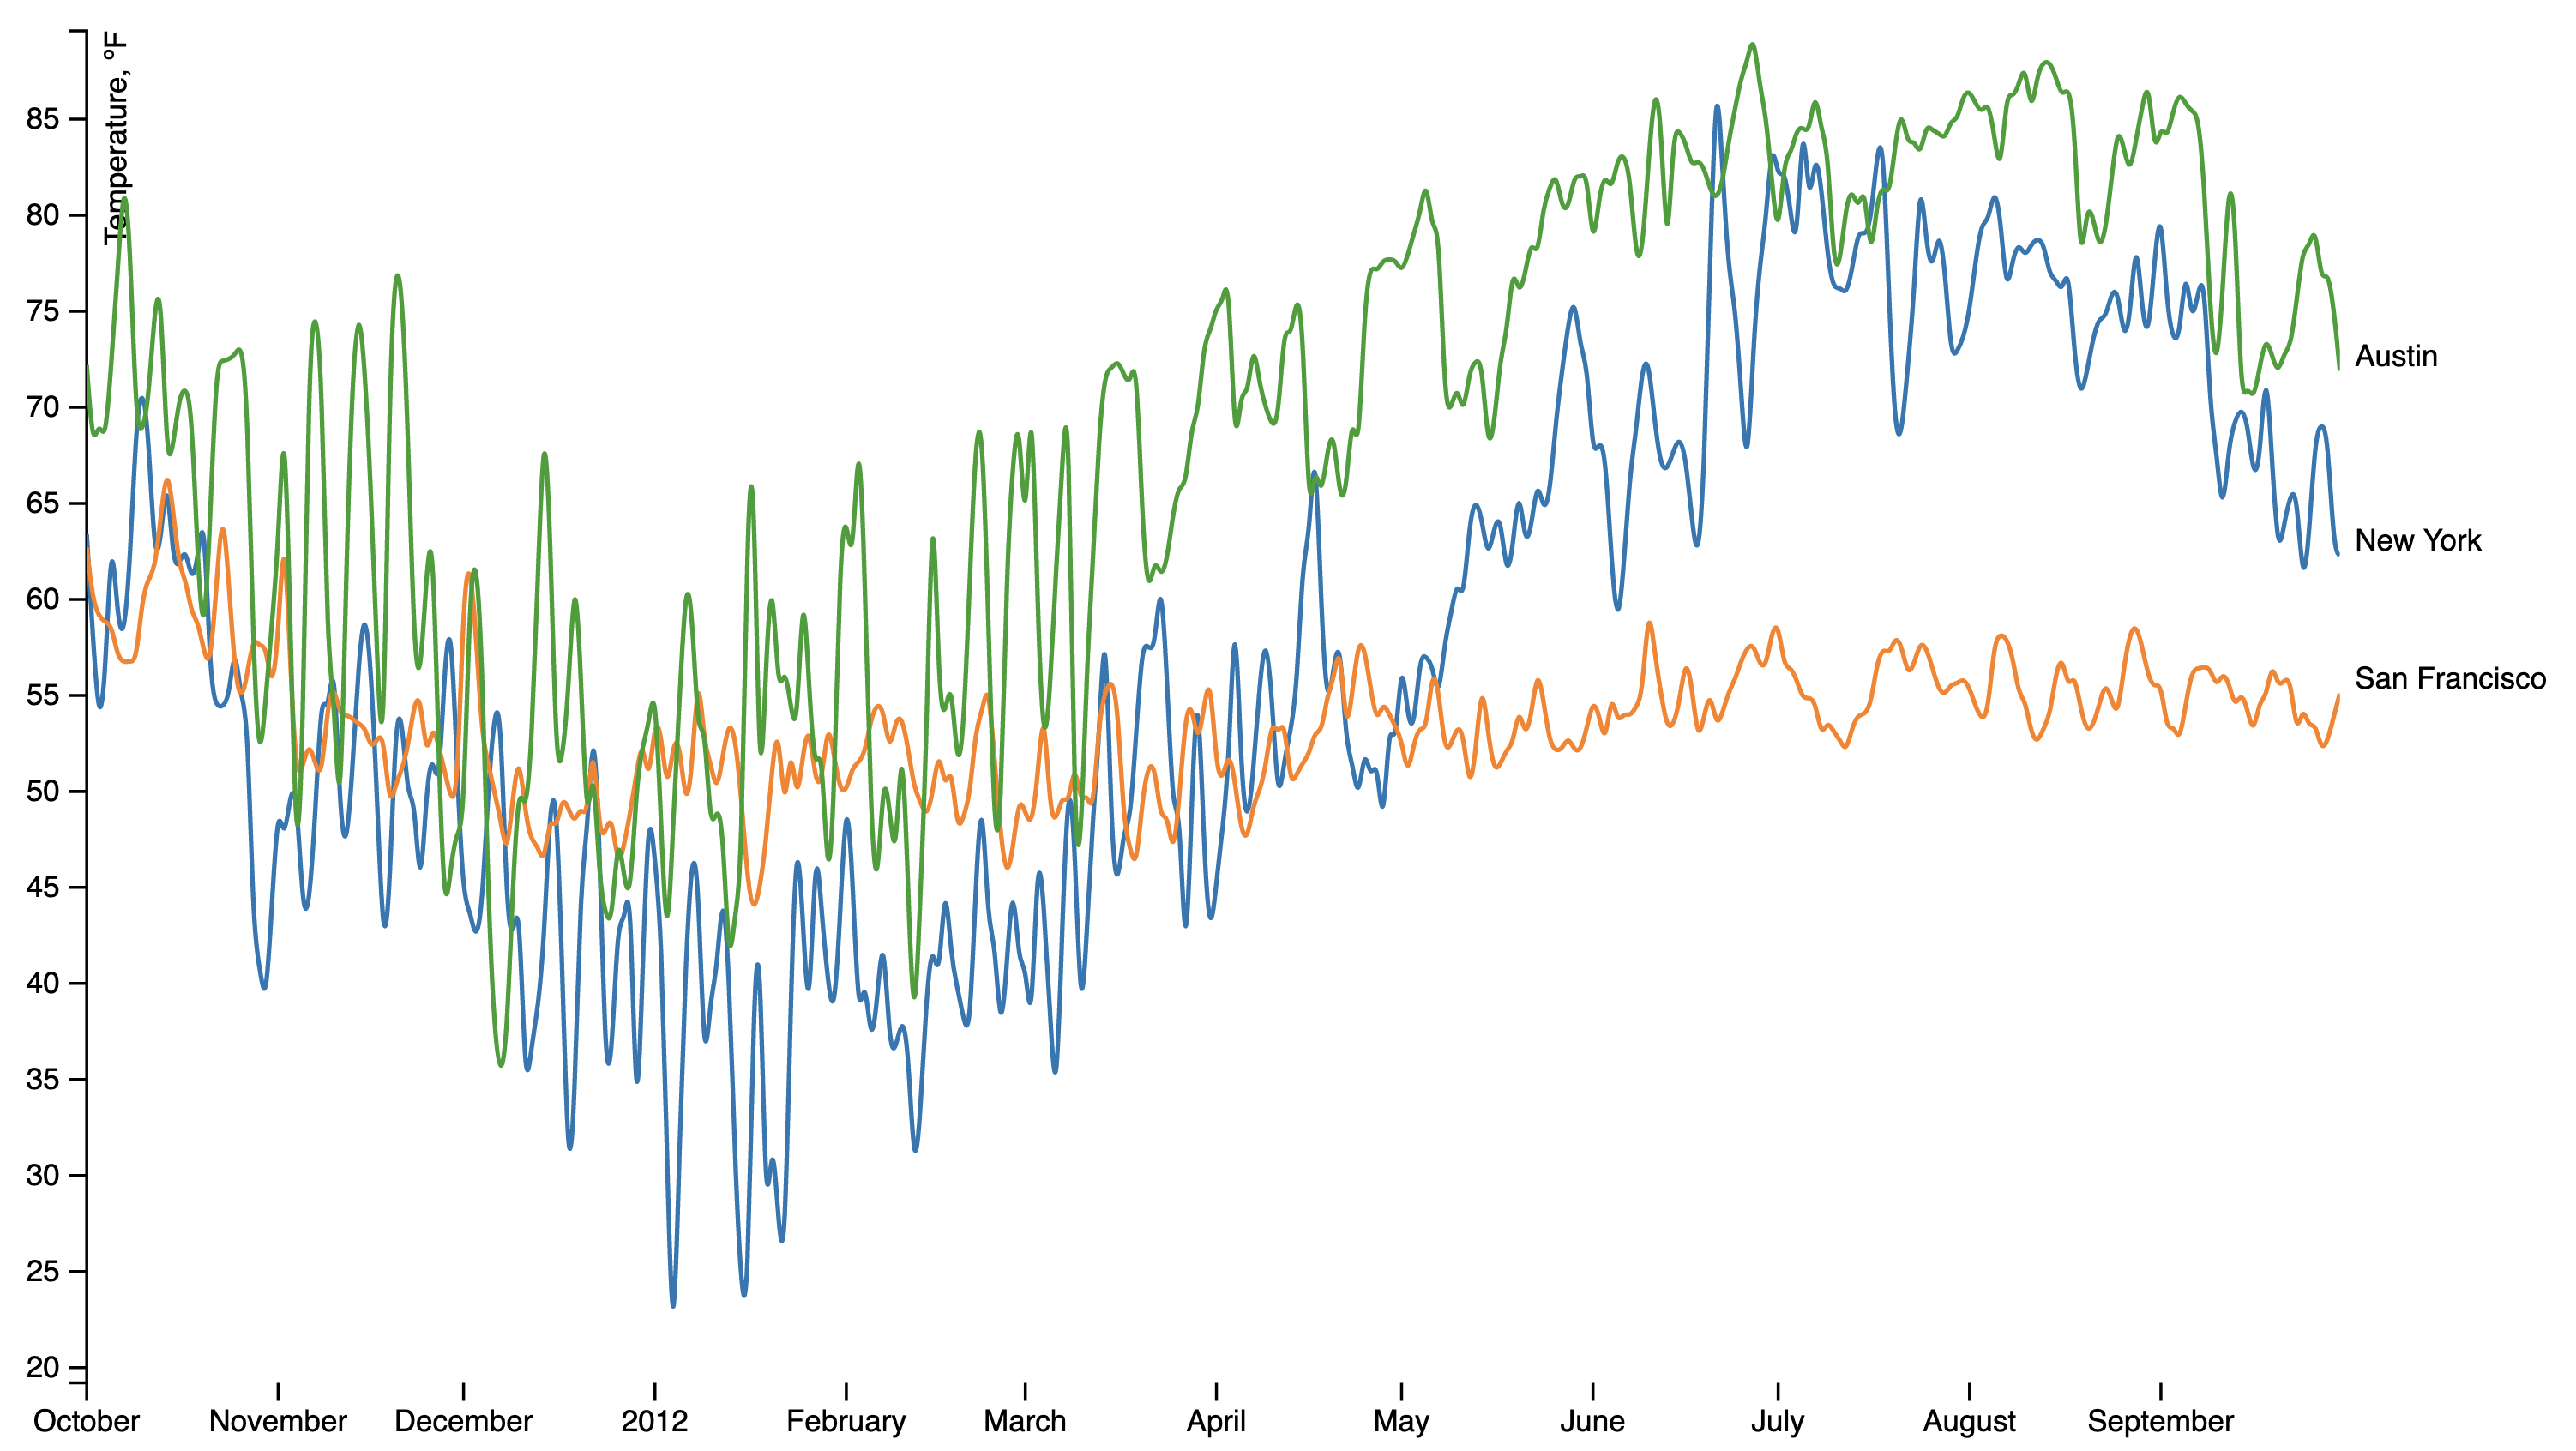 Temperature, ºF
85
80
75
70
65
60
55
50
45
40
35
30
25
20
Austin
New York
San Francisco
October November December 2012 February March April May June July August September